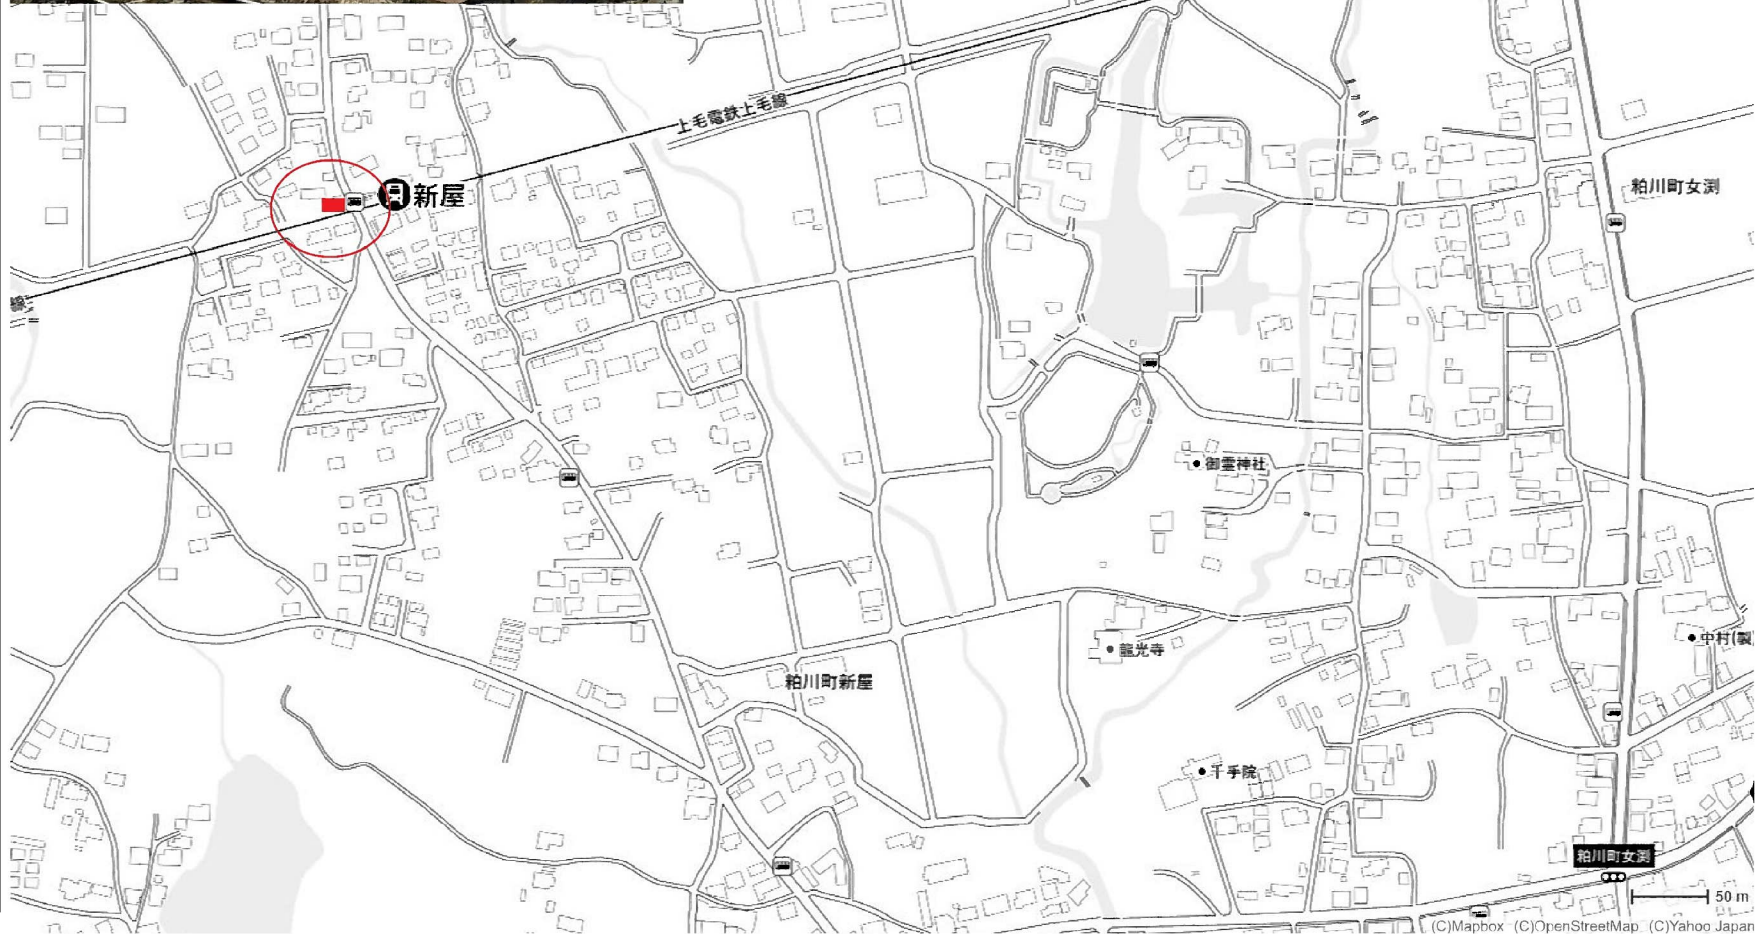 上毛電鉄上毛線
粕川町女渕
新屋
線
御霊神社
龍光寺
中村(製
粕川町新屋
千手院
粕川町女渕
50 m
(C)Mapbox (C)OpenStreetMap (C)Yahoo Japan